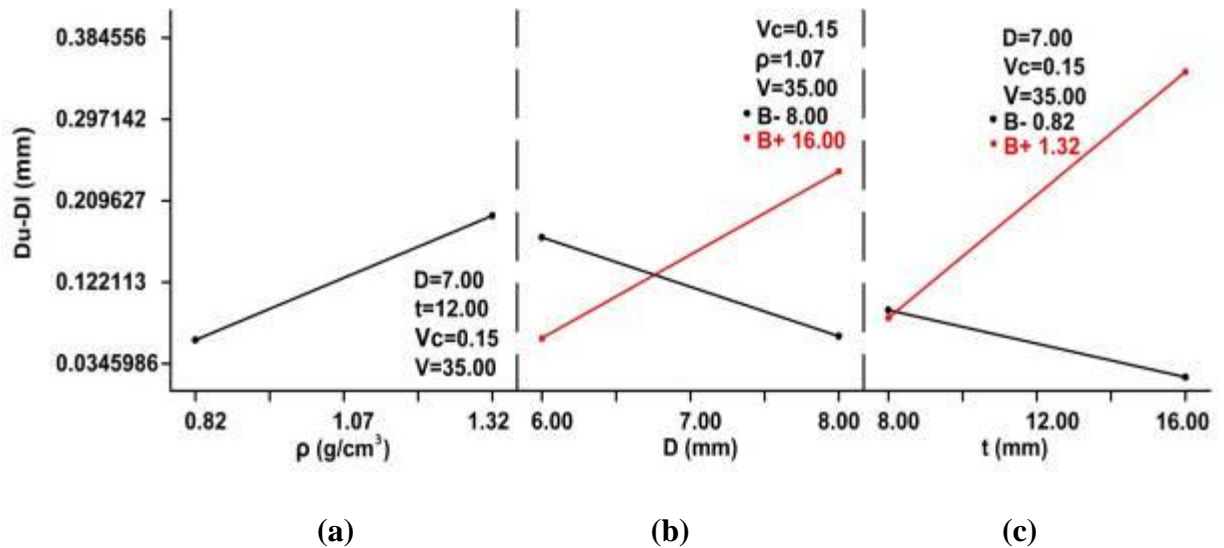 Du-DI (mm)
0.384556
0.297142
0.209627
0.122113
0.0345986
D=7.00
t=12.00
Vc=0.15
V=35.00
0.82 1.07 1.32
ρ (g/cm³)
Vc=0.15
ρ=1.07
V=35.00
B- 8.00
B+ 16.00
6.00 7.00 8.00
D (mm)
D=7.00
Vc=0.15
V=35.00
B- 0.82
B+ 1.32
8.00 12.00 16.00
t (mm)
(a) (b) (c)